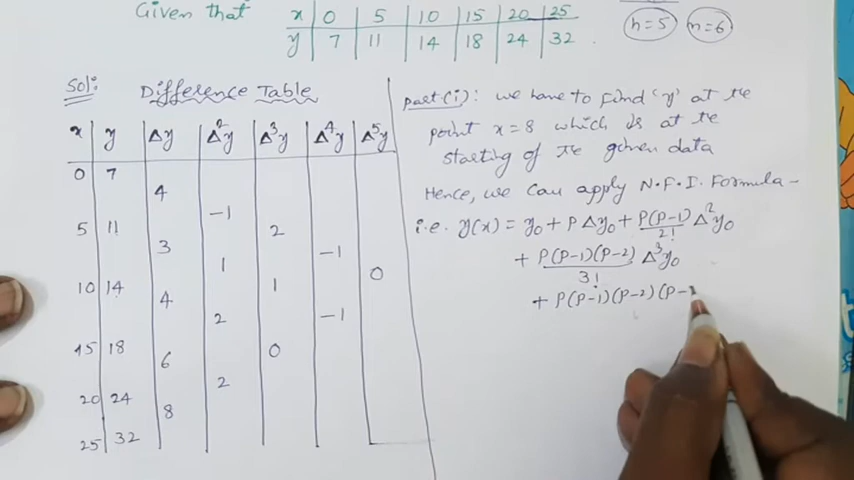 Given that
x | 0 | 5 | 10 | 15 | 20 | 25
y | 7 | 11 | 14 | 18 | 24 | 32
h=5 n=6
Sol:
Difference Table
x | y | Δy | Δ²y | Δ³y | Δ⁴y | Δ⁵y
0 7
4
-1
5 11 2
3 -1
1 0
10 14 1
4 -1
2
15 18 0
6
2
20 24
8
25 32
part(i): we have to find 'y' at the
point x=8 which is at the
starting of the given data
Hence, we can apply N.F.I. Formula-
i.e. y(x) = y₀ + P Δy₀ + P(P-1)/2! Δ²y₀
+ P(P-1)(P-2)/3! Δ³y₀
+ P(P-1)(P-2)(P-